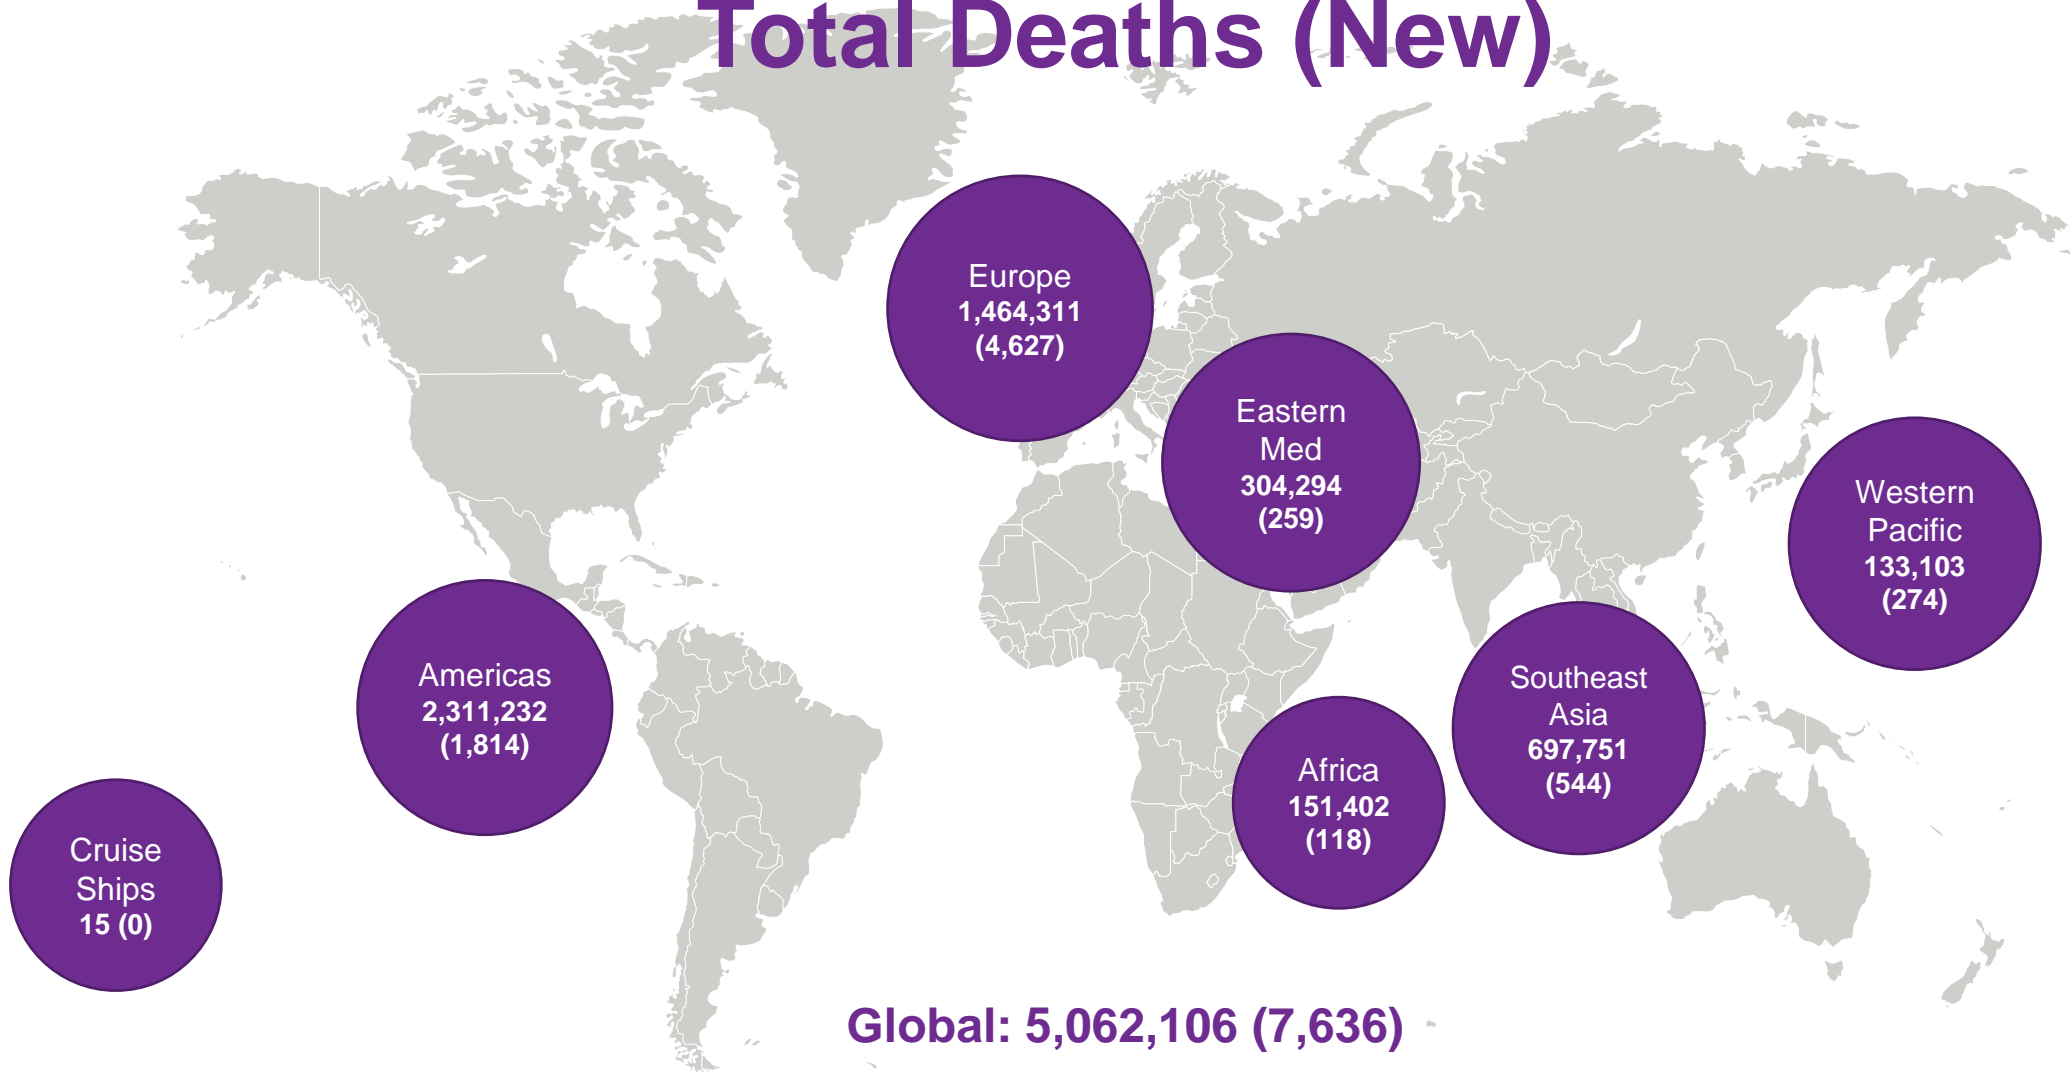 Total Deaths (New)
Europe
1,464,311
(4,627)
Eastern
Med
304,294
(259)
Western
Pacific
133,103
(274)
Americas
2,311,232
(1,814)
Southeast
Asia
697,751
(544)
Africa
151,402
(118)
Cruise
Ships
15 (0)
Global: 5,062,106 (7,636)